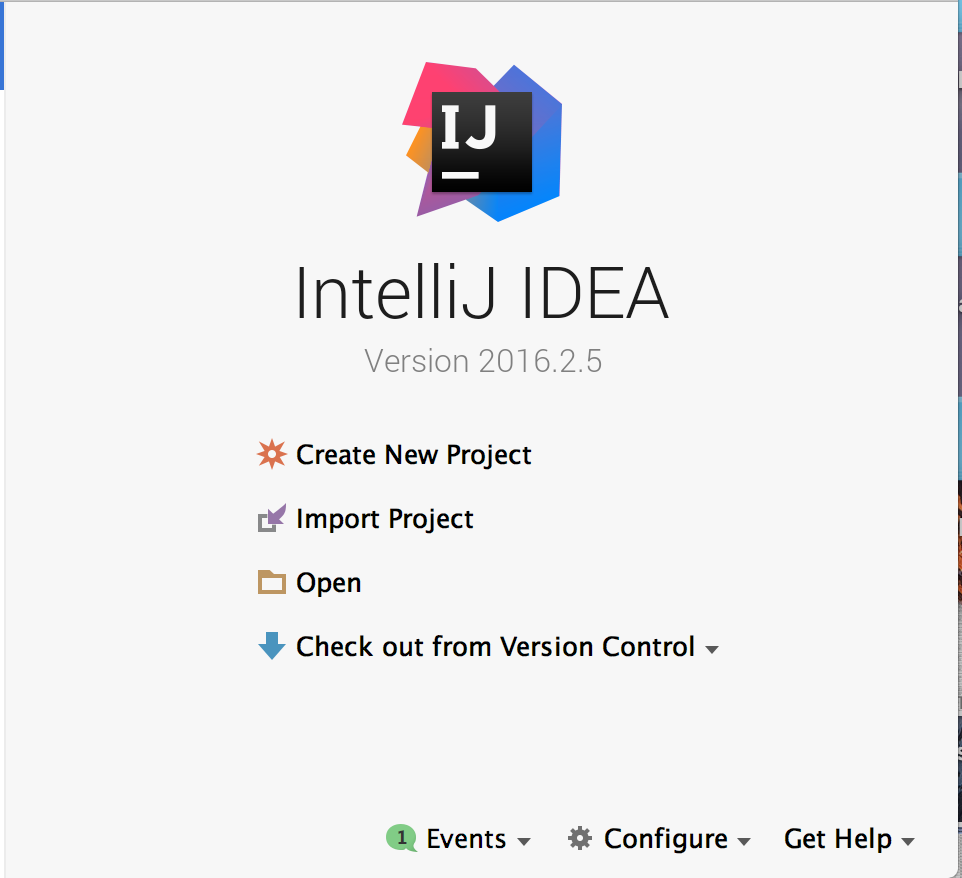 IJ
IntelliJ IDEA
Version 2016.2.5
Create New Project
Import Project
Open
Check out from Version Control
1 Events Configure Get Help